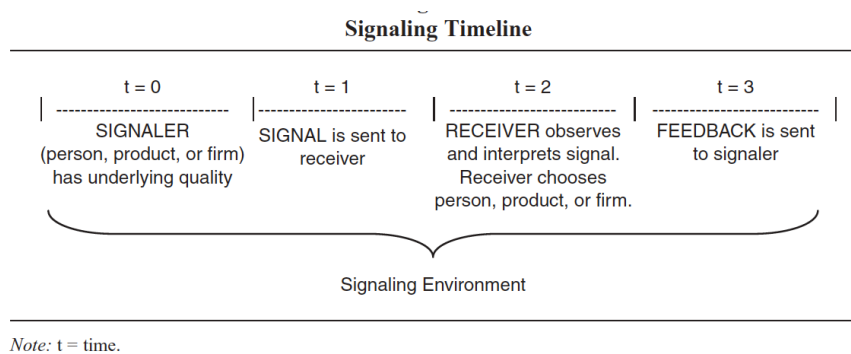 Signaling Timeline
t = 0 t = 1 t = 2 t = 3
SIGNALER
(person, product, or firm)
has underlying quality
SIGNAL is sent to
receiver
RECEIVER observes
and interprets signal.
Receiver chooses
person, product, or firm.
FEEDBACK is sent
to signaler
Signaling Environment
Note: t = time.